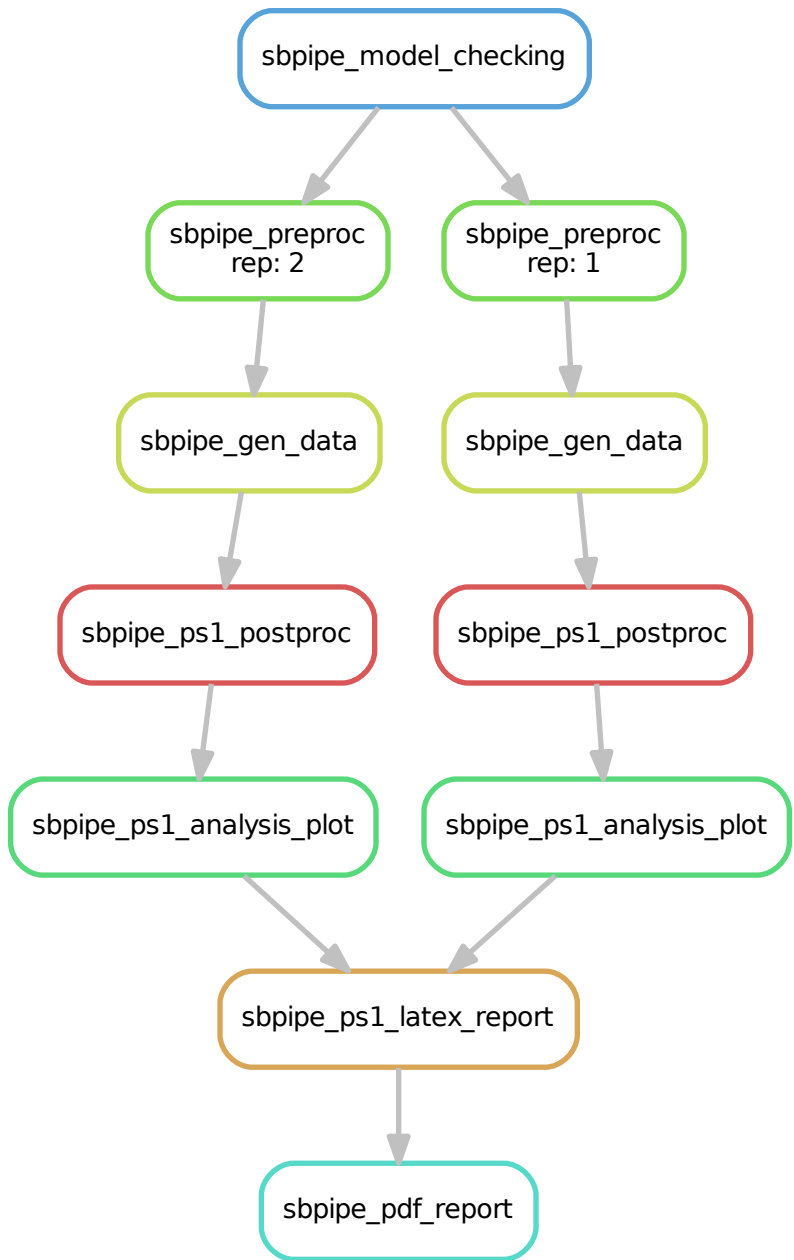 sbpipe_model_checking
sbpipe_preproc
rep: 2
sbpipe_preproc
rep: 1
sbpipe_gen_data
sbpipe_gen_data
sbpipe_ps1_postproc
sbpipe_ps1_postproc
sbpipe_ps1_analysis_plot
sbpipe_ps1_analysis_plot
sbpipe_ps1_latex_report
sbpipe_pdf_report